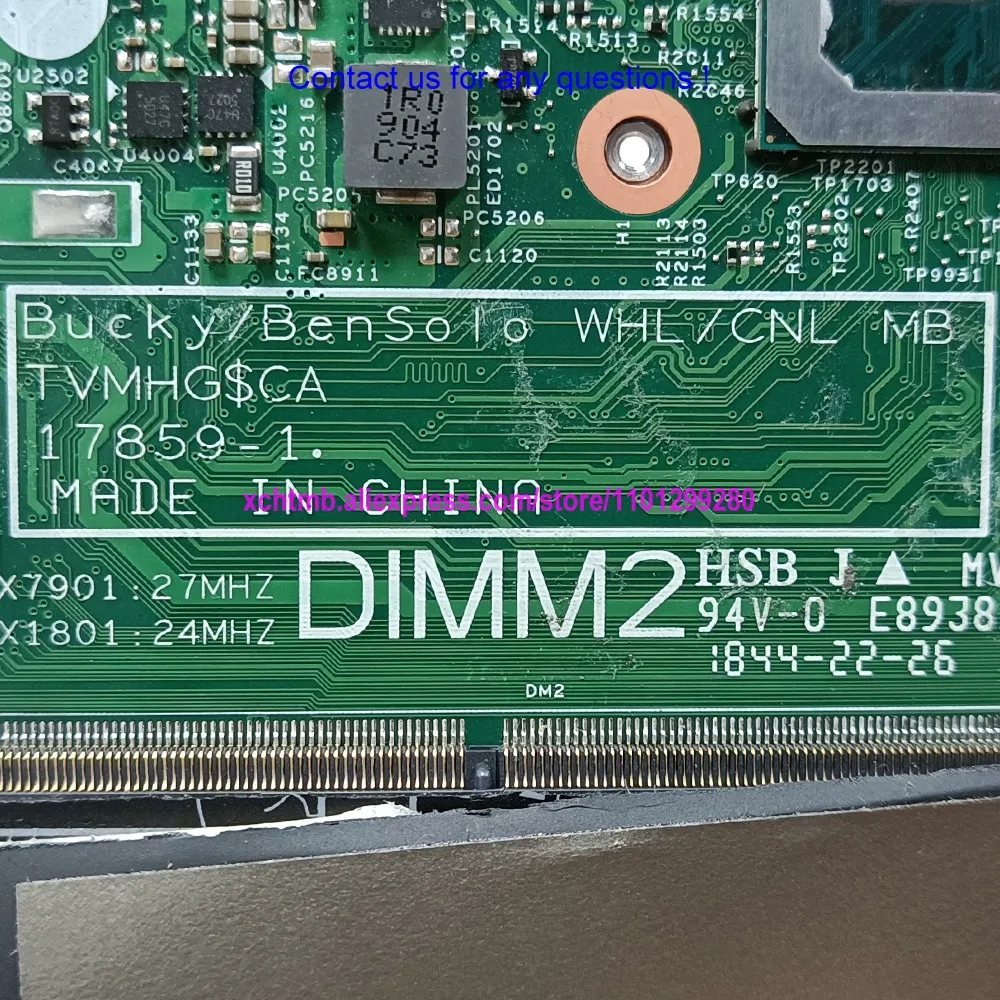 R1514
R1513
R1554
R2C11
R2C46
Contact us for any questions !
Q8609
U2502
C4047
U4004
U4002
PC5216
1R0
904
C73
R010
PL5201
ED1702
PC5206
C1120
C1133
C1134
FC8911
H1
TP620
TP2201
TP1703
R2407
R2113
R2114
R1503
R1553
TP2202
TP9951
Bucky/BenSolo WHL/CNL MB
TVMHG$CA
17859-1.
MADE IN CHINA
xchtmb.aliexpress.com/store/1101299280
X7901:27MHZ
X1801:24MHZ
DIMM2
HSB J
94V-0 E8938
1844-22-26
DM2